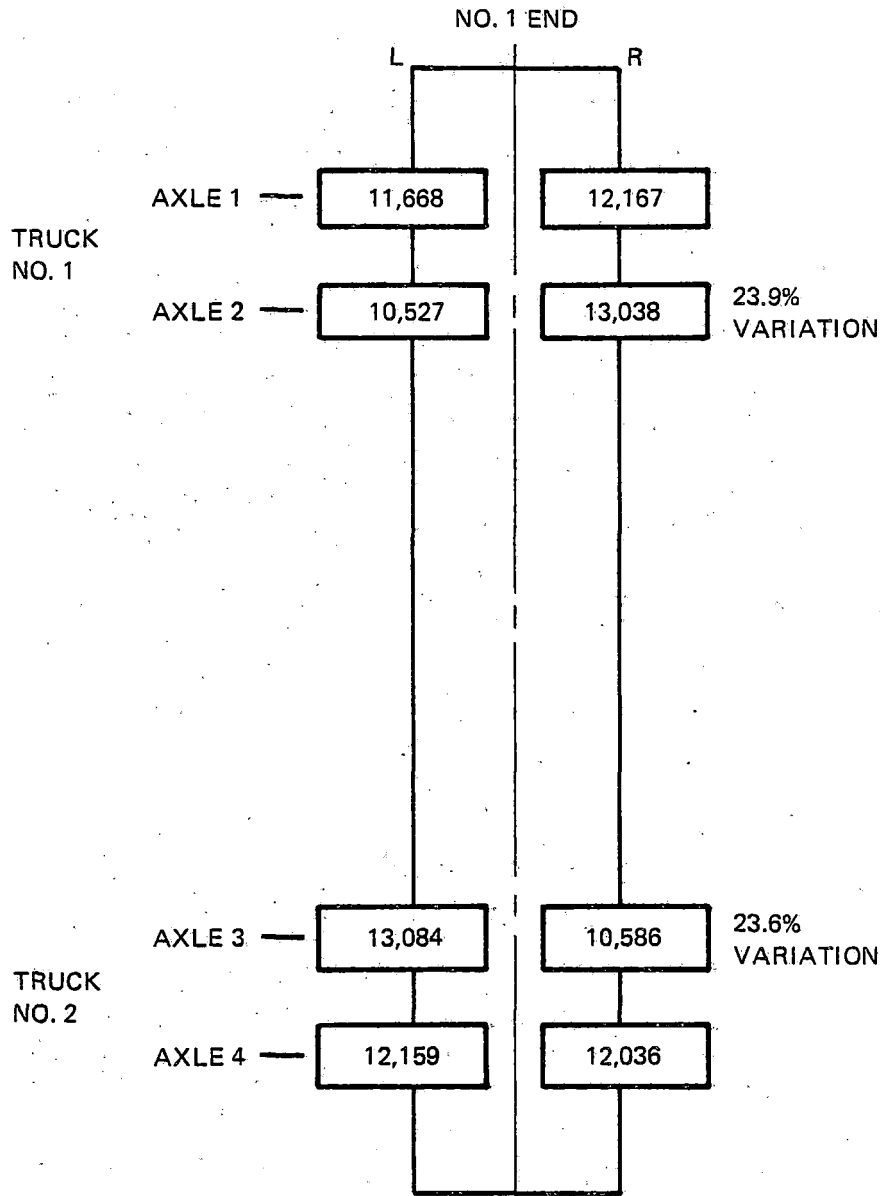 NO. 1 END
L R
AXLE 1 11,668 12,167
TRUCK
NO. 1
AXLE 2 10,527 13,038 23.9%
VARIATION
AXLE 3 13,084 10,586 23.6%
VARIATION
TRUCK
NO. 2
AXLE 4 12,159 12,036